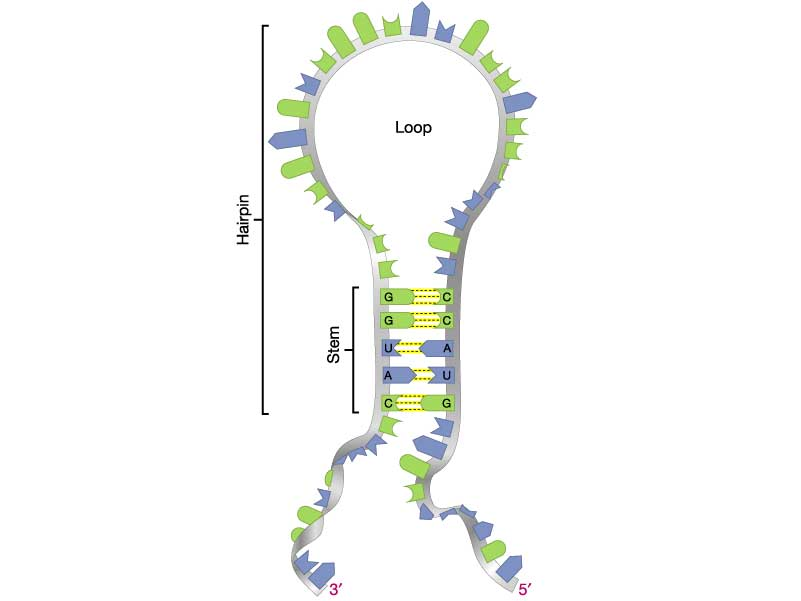 Loop
Hairpin
Stem
G C
G C
U A
A U
C G
3′ 5′